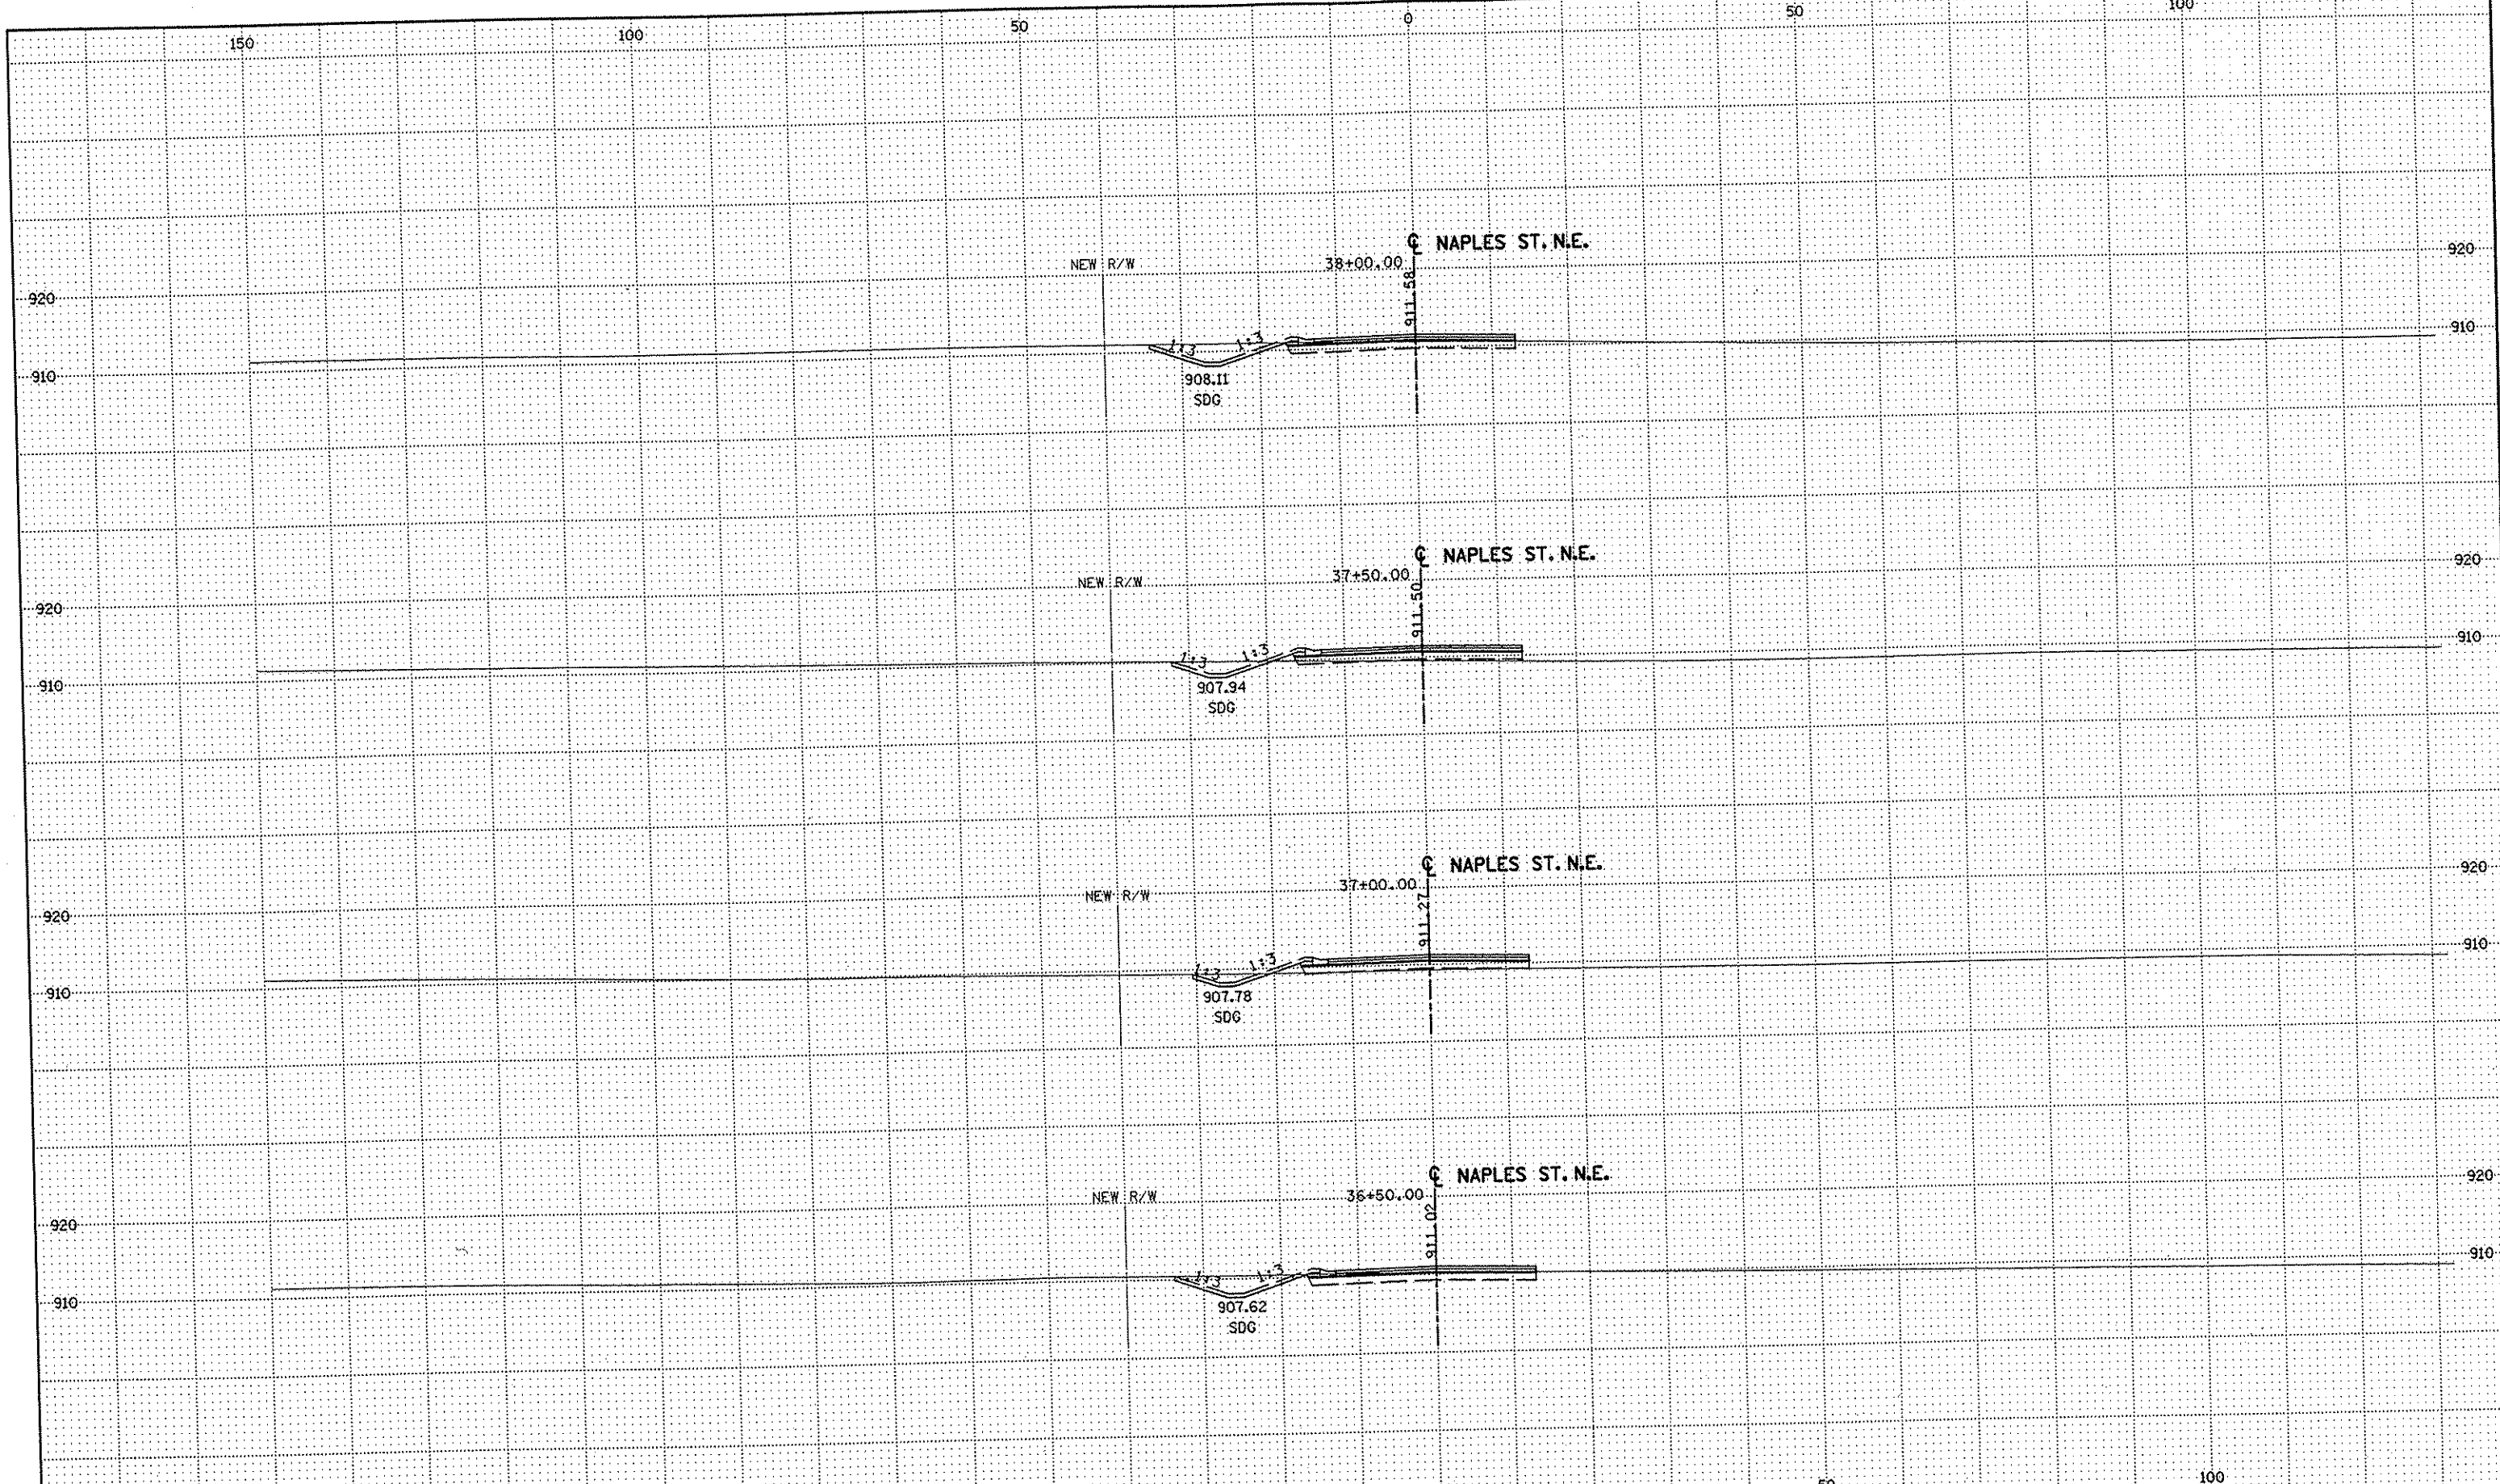 150 100 50 0 50 100
℄ NAPLES ST. N.E.
NEW R/W 38+00.00
911.58
920 920
1:3 1:3
910 910
908.11
SDG
℄ NAPLES ST. N.E.
NEW R/W 37+50.00
911.50
920 920
1:3 1:3
910 910
907.94
SDG
℄ NAPLES ST. N.E.
NEW R/W 37+00.00
911.27
920 920
1:3 1:3
910 910
907.78
SDG
℄ NAPLES ST. N.E.
NEW R/W 36+50.00
911.02
920 920
1:3 1:3
910 910
907.62
SDG
50 100